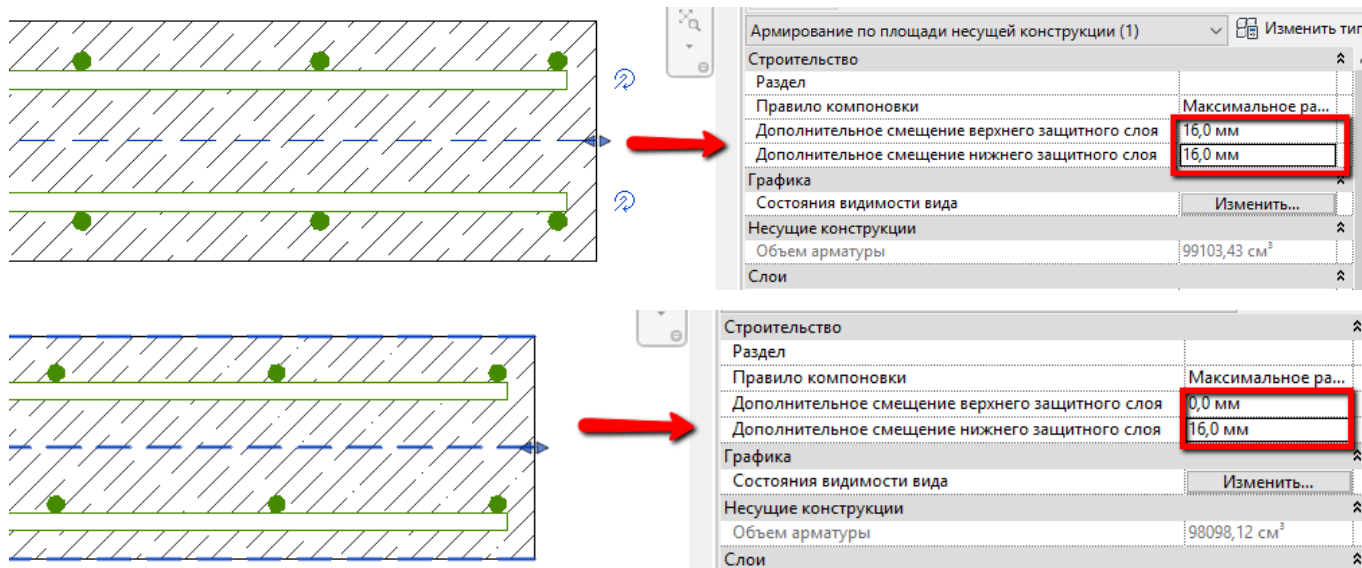 Армирование по площади несущей конструкции (1)
Изменить тип
Строительство
Раздел
Правило компоновки Максимальное ра...
Дополнительное смещение верхнего защитного слоя 16,0 мм
Дополнительное смещение нижнего защитного слоя 16,0 мм
Графика
Состояния видимости вида Изменить...
Несущие конструкции
Объем арматуры 99103,43 см³
Слои
Строительство
Раздел
Правило компоновки Максимальное ра...
Дополнительное смещение верхнего защитного слоя 0,0 мм
Дополнительное смещение нижнего защитного слоя 16,0 мм
Графика
Состояния видимости вида Изменить...
Несущие конструкции
Объем арматуры 98098,12 см³
Слои